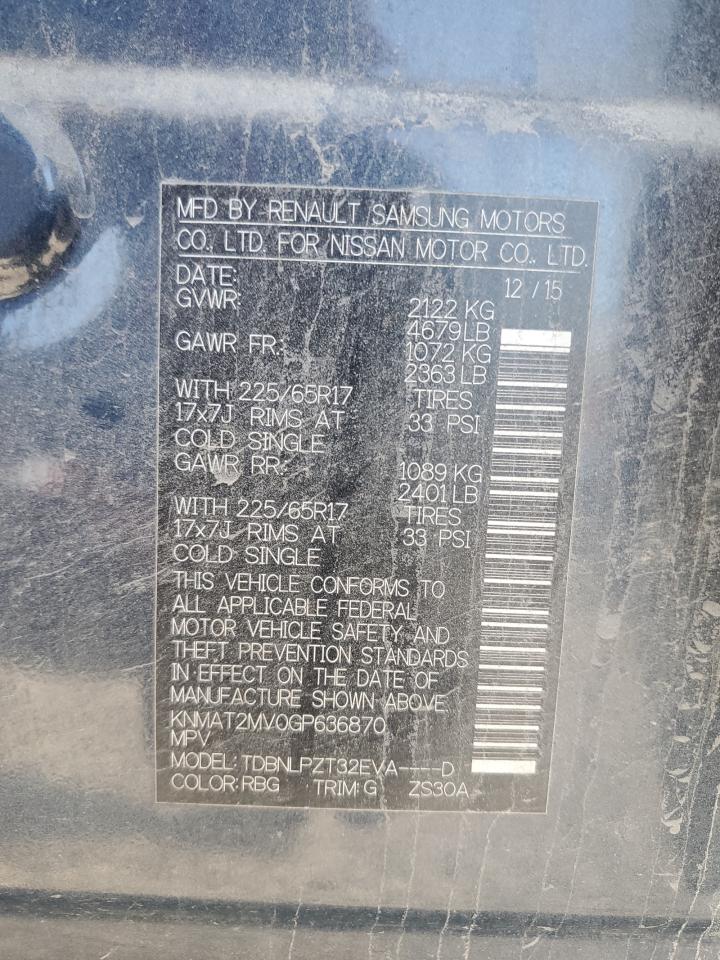 MFD BY RENAULT SAMSUNG MOTORS
CO., LTD. FOR NISSAN MOTOR CO., LTD.
DATE: 12 / 15
GVWR: 2122 KG
4679 LB
GAWR FR: 1072 KG
2363 LB
WITH 225/65R17 TIRES
17x7J RIMS AT 33 PSI
COLD SINGLE
GAWR RR: 1089 KG
2401 LB
WITH 225/65R17 TIRES
17x7J RIMS AT 33 PSI
COLD SINGLE
THIS VEHICLE CONFORMS TO
ALL APPLICABLE FEDERAL
MOTOR VEHICLE SAFETY AND
THEFT PREVENTION STANDARDS
IN EFFECT ON THE DATE OF
MANUFACTURE SHOWN ABOVE
KNMAT2MV0GP636870
MPV
MODEL: TDBNLPZT32EVA----D
COLOR: RBG TRIM: G ZS30A